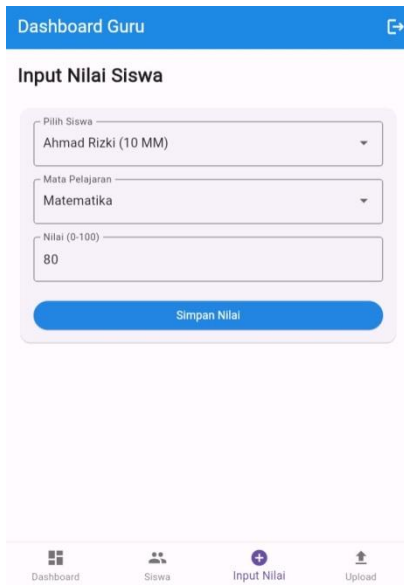 Dashboard Guru
Input Nilai Siswa
Pilih Siswa
Ahmad Rizki (10 MM)
Mata Pelajaran
Matematika
Nilai (0-100)
80
Simpan Nilai
Dashboard
Siswa
Input Nilai
Upload